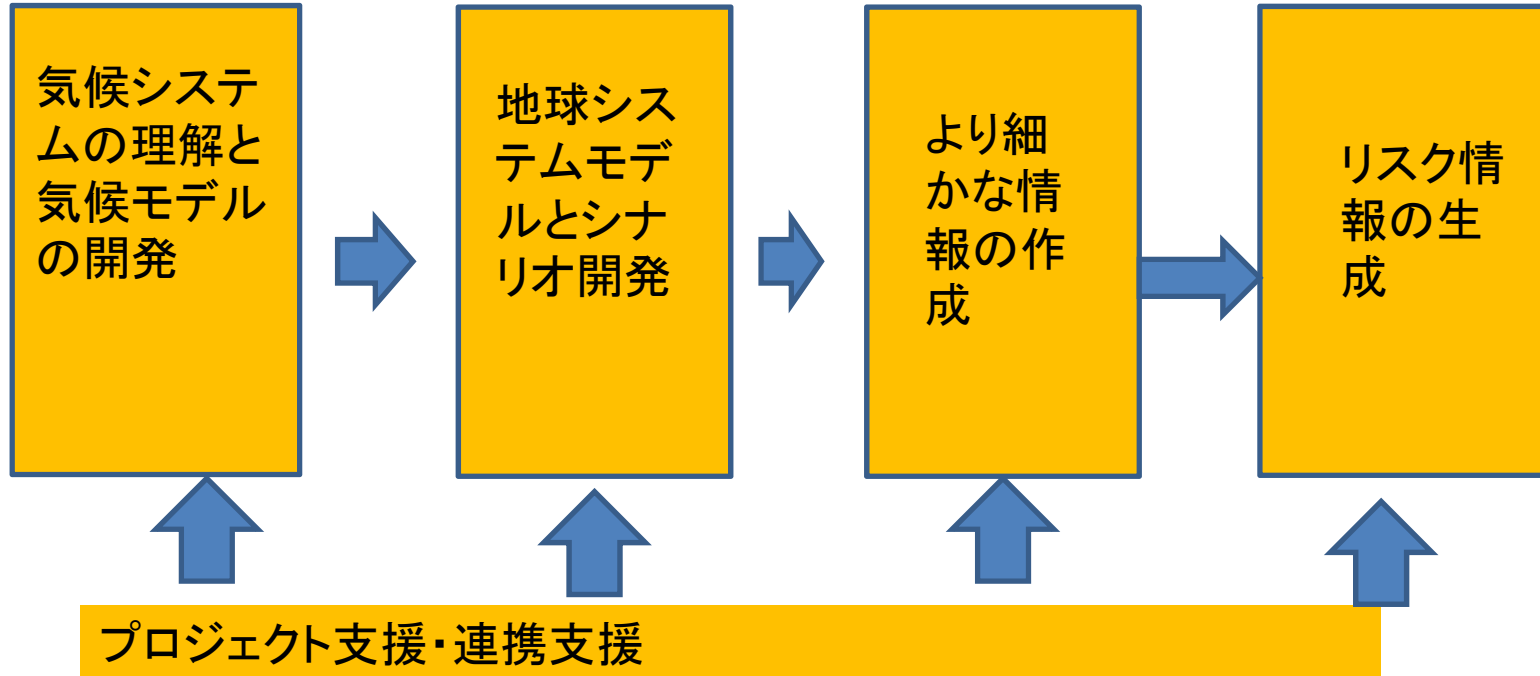 気候システ
ムの理解と
気候モデル
の開発
地球シス
テムモデ
ルとシナ
リオ開発
より細
かな情
報の作
成
リスク情
報の生
成
プロジェクト支援・連携支援